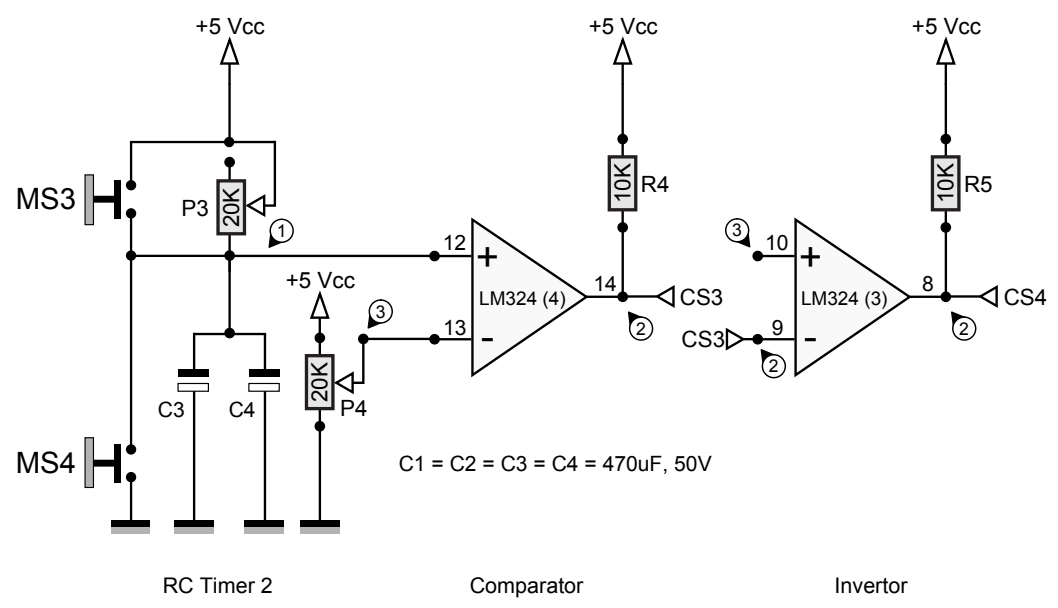 +5 Vcc
+5 Vcc
+5 Vcc
MS3
P3
20K
1
10K
R4
10K
R5
12
+
3
10
+
+5 Vcc
3
LM324 (4)
14
CS3
2
LM324 (3)
8
CS4
2
13
-
CS3
9
-
2
20K
P4
C3
C4
MS4
C1 = C2 = C3 = C4 = 470uF, 50V
RC Timer 2
Comparator
Invertor